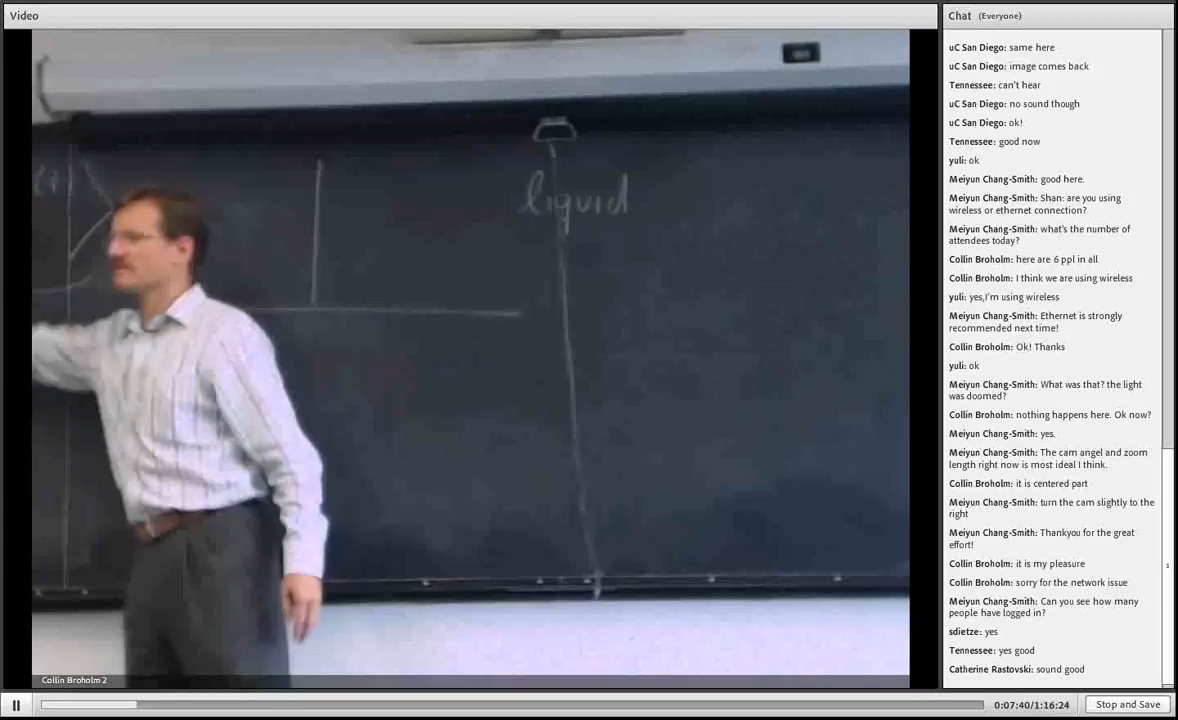 Video
Chat (Everyone)
uC San Diego: same here
uC San Diego: image comes back
Tennessee: can't hear
uC San Diego: no sound though
uC San Diego: ok!
Tennessee: good now
yuli: ok
Meiyun Chang-Smith: good here.
Meiyun Chang-Smith: Shan: are you using
wireless or ethernet connection?
Meiyun Chang-Smith: what's the number of
attendees today?
Collin Broholm: here are 6 ppl in all
Collin Broholm: I think we are using wireless
yuli: yes,I'm using wireless
Meiyun Chang-Smith: Ethernet is strongly
recommended next time!
Collin Broholm: Ok! Thanks
yuli: ok
Meiyun Chang-Smith: What was that? the light
was doomed?
Collin Broholm: nothing happens here. Ok now?
Meiyun Chang-Smith: yes.
Meiyun Chang-Smith: The cam angel and zoom
length right now is most ideal I think.
Collin Broholm: it is centered part
Meiyun Chang-Smith: turn the cam slightly to the
right
Meiyun Chang-Smith: Thankyou for the great
effort!
Collin Broholm: it is my pleasure
Collin Broholm: sorry for the network issue
Meiyun Chang-Smith: Can you see how many
people have logged in?
sdietze: yes
Tennessee: yes good
Catherine Rastovski: sound good
liquid
Collin Broholm 2
0:07:40/1:16:24
Stop and Save